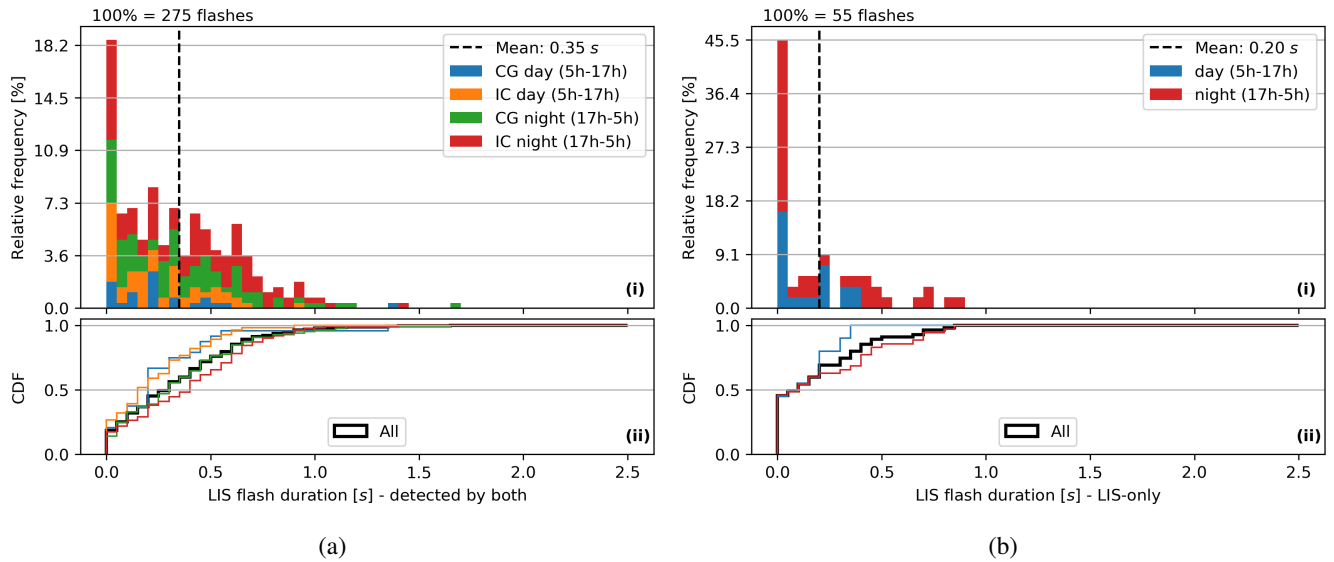 100% = 275 flashes
Relative frequency [%]
18.2
14.5
10.9
7.3
3.6
0.0
Mean: 0.35 s
CG day (5h-17h)
IC day (5h-17h)
CG night (17h-5h)
IC night (17h-5h)
(i)
CDF
1.0
0.5
0.0
All
(ii)
0.0 0.5 1.0 1.5 2.0 2.5
LIS flash duration [s] - detected by both
(a)
100% = 55 flashes
Relative frequency [%]
45.5
36.4
27.3
18.2
9.1
0.0
Mean: 0.20 s
day (5h-17h)
night (17h-5h)
(i)
CDF
1.0
0.5
0.0
All
(ii)
0.0 0.5 1.0 1.5 2.0 2.5
LIS flash duration [s] - LIS-only
(b)